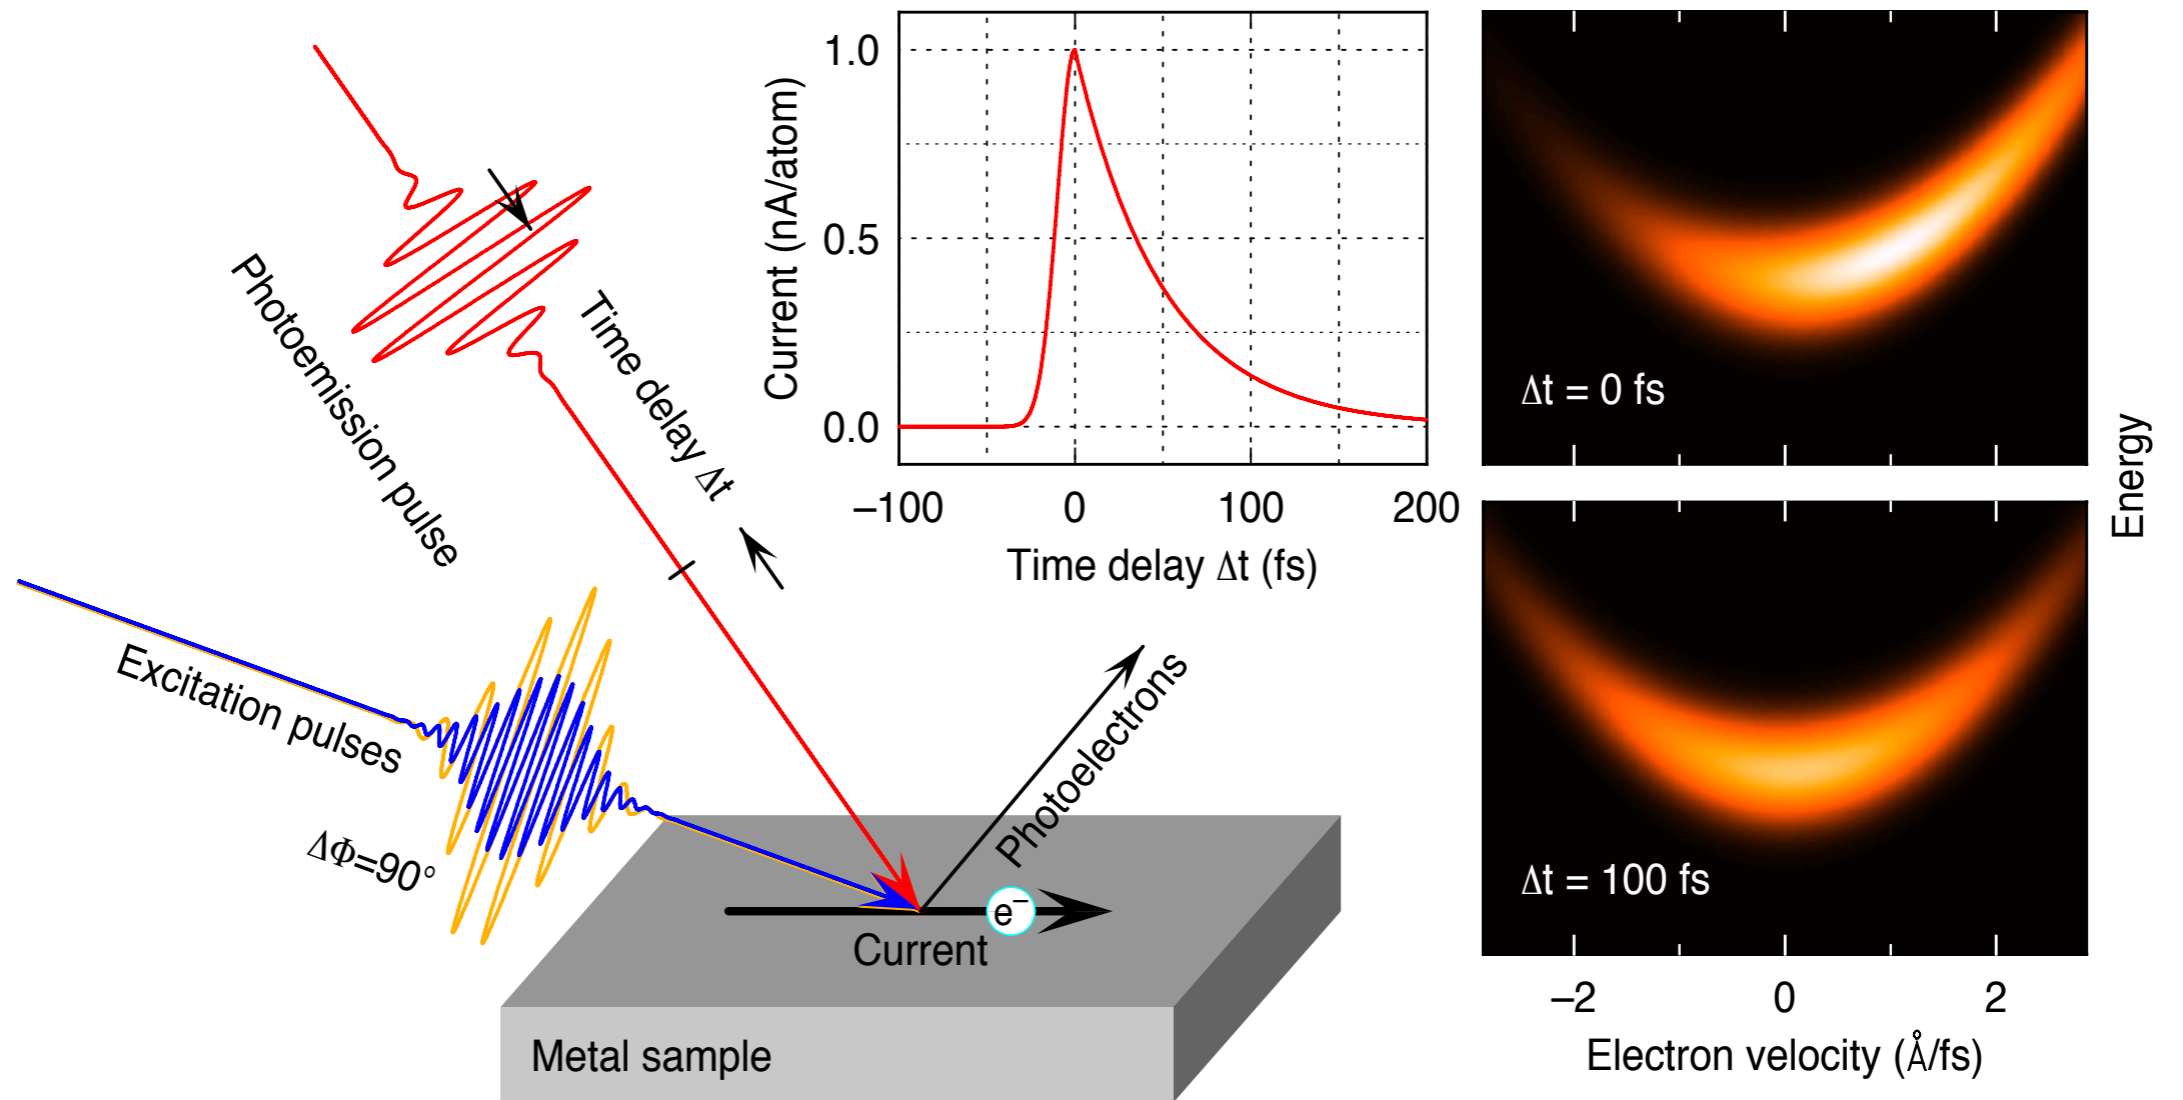 Photoemission pulse
Time delay Δt
Excitation pulses
ΔΦ=90°
Photoelectrons
e–
Current
Metal sample
Current (nA/atom)
1.0
0.5
0.0
–100 0 100 200
Time delay Δt (fs)
Δt = 0 fs
Δt = 100 fs
Energy
–2 0 2
Electron velocity (Å/fs)